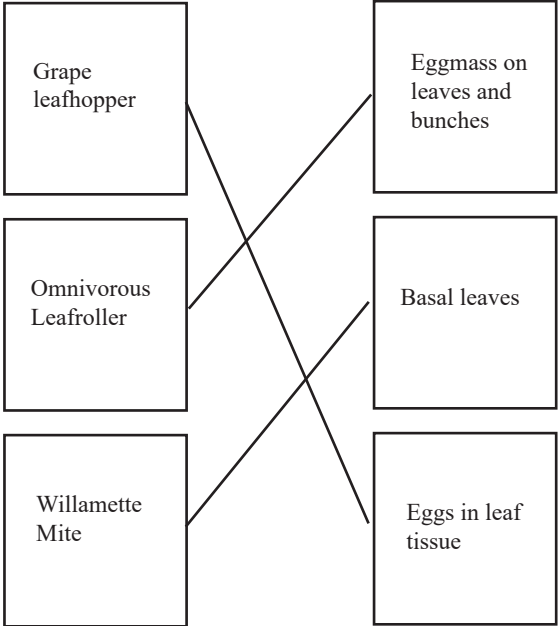 Grape
leafhopper
Eggmass on
leaves and
bunches
Omnivorous
Leafroller
Basal leaves
Willamette
Mite
Eggs in leaf
tissue